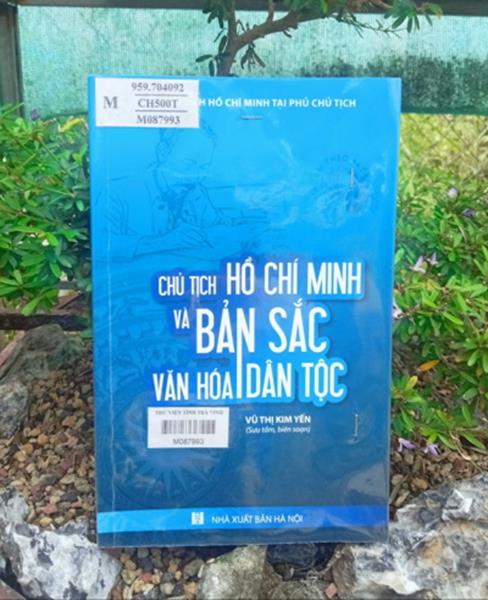 959.704092
M CH500T
M087993
H HỒ CHÍ MINH TẠI PHỦ CHỦ TỊCH
CHỦ TỊCH HỒ CHÍ MINH
VÀ BẢN SẮC
VĂN HÓA DÂN TỘC
THƯ VIỆN TỈNH TRÀ VINH
M087993
VŨ THỊ KIM YẾN
(Sưu tầm, biên soạn)
NHÀ XUẤT BẢN HÀ NỘI